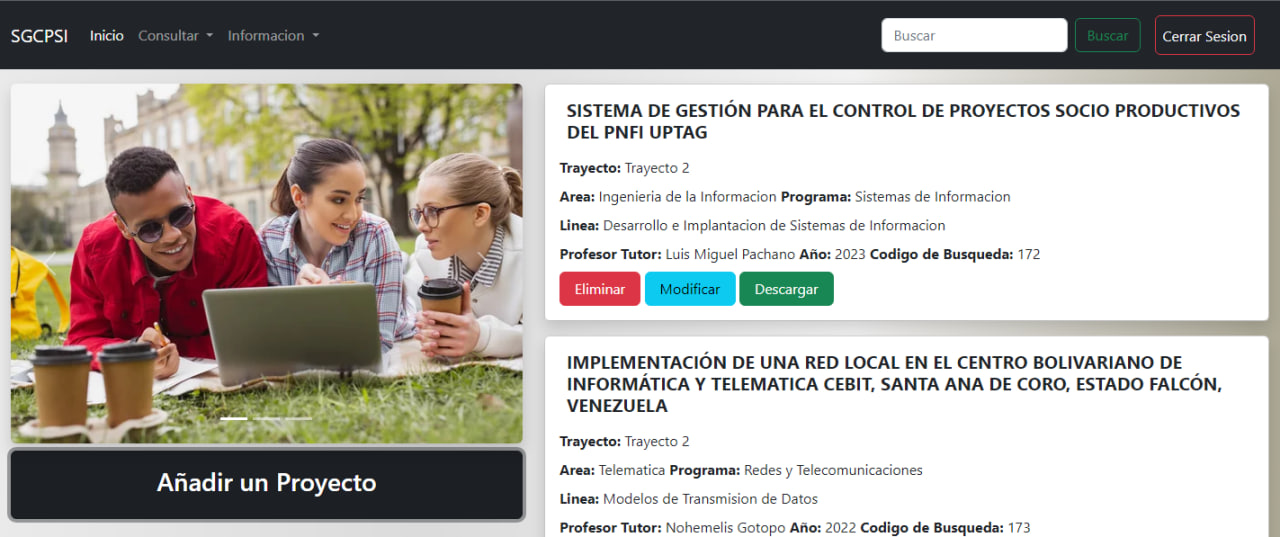 SGCPSI Inicio Consultar Informacion Buscar Buscar Cerrar Sesion
Añadir un Proyecto
SISTEMA DE GESTIÓN PARA EL CONTROL DE PROYECTOS SOCIO PRODUCTIVOS
DEL PNFI UPTAG
Trayecto: Trayecto 2
Area: Ingenieria de la Informacion Programa: Sistemas de Informacion
Linea: Desarrollo e Implantacion de Sistemas de Informacion
Profesor Tutor: Luis Miguel Pachano Año: 2023 Codigo de Busqueda: 172
Eliminar Modificar Descargar
IMPLEMENTACIÓN DE UNA RED LOCAL EN EL CENTRO BOLIVARIANO DE
INFORMÁTICA Y TELEMATICA CEBIT, SANTA ANA DE CORO, ESTADO FALCÓN,
VENEZUELA
Trayecto: Trayecto 2
Area: Telematica Programa: Redes y Telecomunicaciones
Linea: Modelos de Transmision de Datos
Profesor Tutor: Nohemelis Gotopo Año: 2022 Codigo de Busqueda: 173